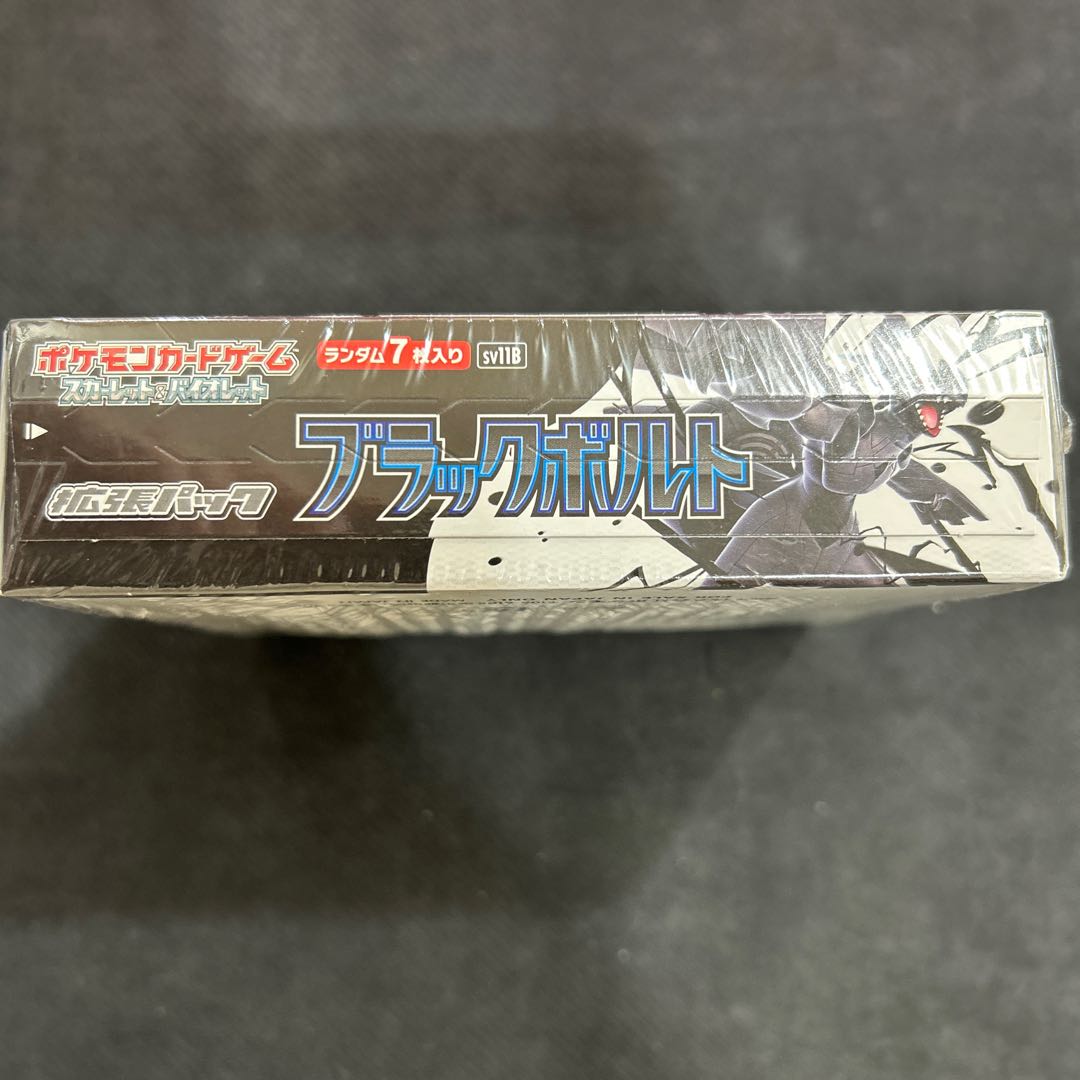 ポケモンカードゲーム
スカーレット&バイオレット
ランダム7枚入り
sv11B
ブラックボルト
拡張パック